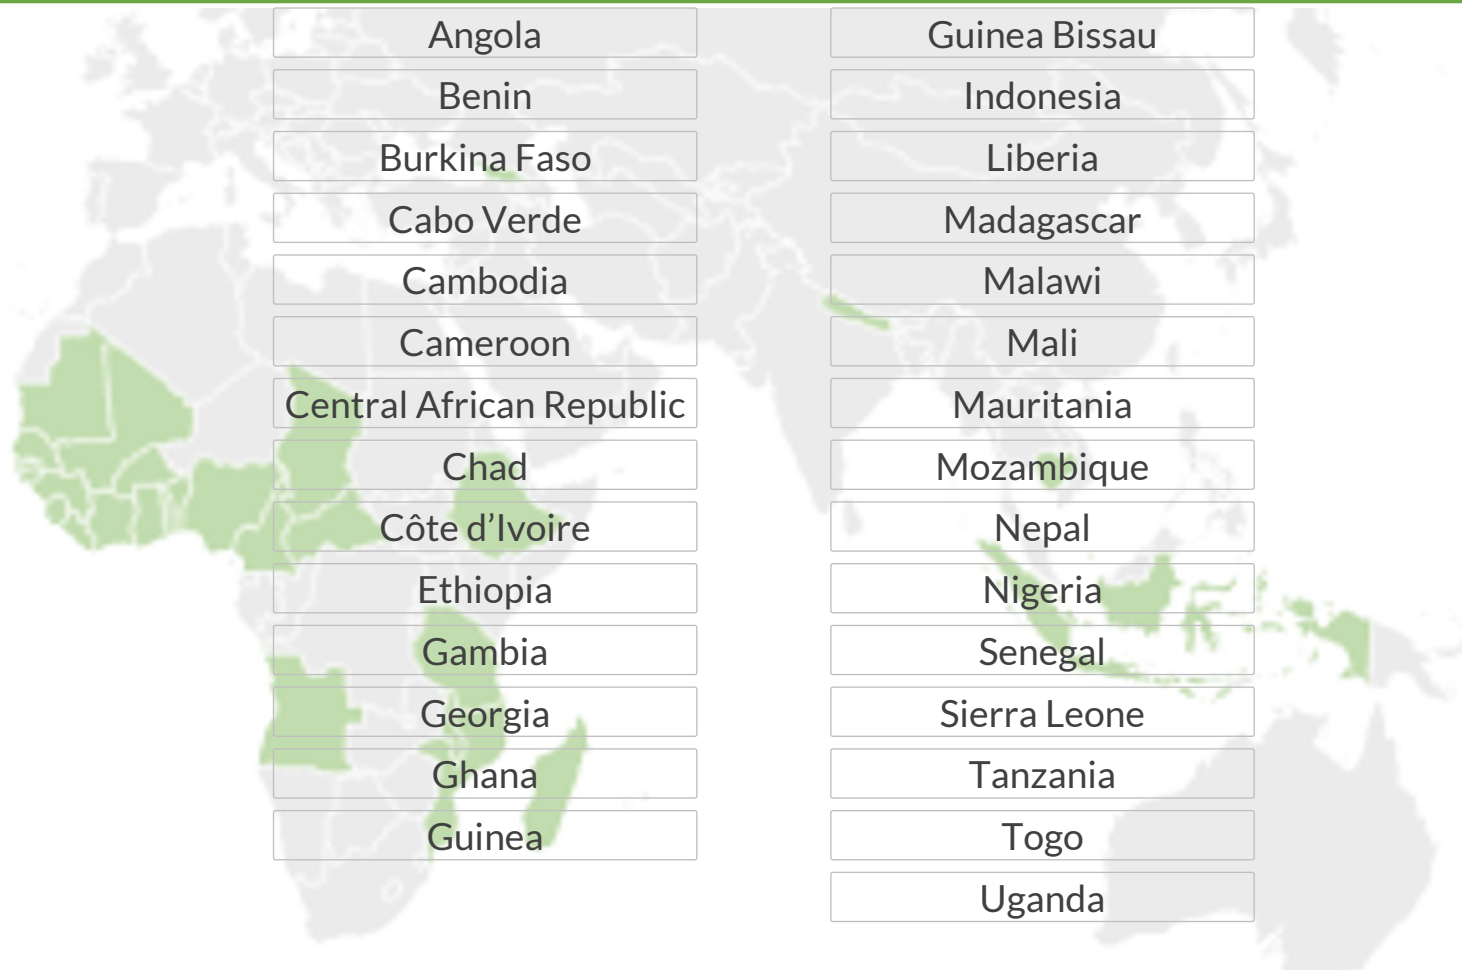 Angola
Benin
Burkina Faso
Cabo Verde
Cambodia
Cameroon
Central African Republic
Chad
Côte d’Ivoire
Ethiopia
Gambia
Georgia
Ghana
Guinea
Guinea Bissau
Indonesia
Liberia
Madagascar
Malawi
Mali
Mauritania
Mozambique
Nepal
Nigeria
Senegal
Sierra Leone
Tanzania
Togo
Uganda